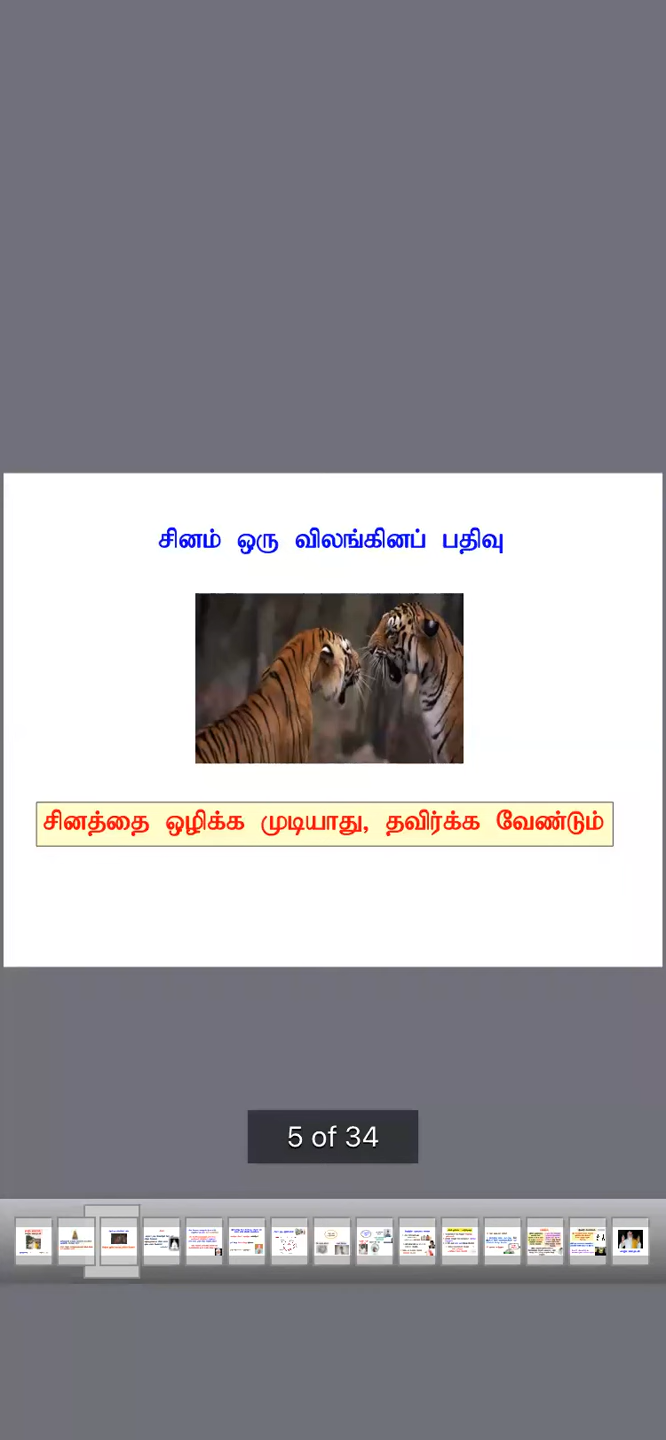 சினம் ஒரு விலங்கினப் பதிவு
சினத்தை ஒழிக்க முடியாது, தவிர்க்க வேண்டும்
5 of 34